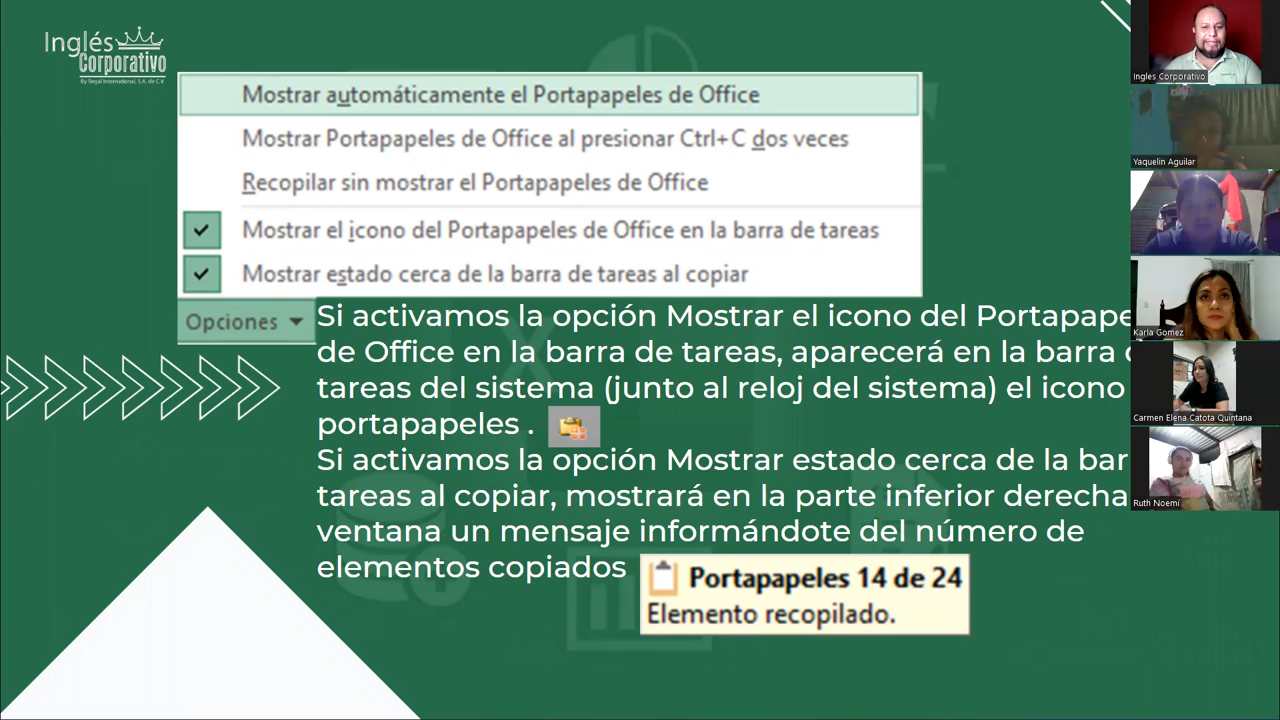 Inglés
Corporativo
By Regal International, S.A. de C.V.
Mostrar automáticamente el Portapapeles de Office
Mostrar Portapapeles de Office al presionar Ctrl+C dos veces
Recopilar sin mostrar el Portapapeles de Office
Mostrar el icono del Portapapeles de Office en la barra de tareas
Mostrar estado cerca de la barra de tareas al copiar
Opciones
Si activamos la opción Mostrar el icono del Portapape
de Office en la barra de tareas, aparecerá en la barra
tareas del sistema (junto al reloj del sistema) el icono
portapapeles .
Si activamos la opción Mostrar estado cerca de la bar
tareas al copiar, mostrará en la parte inferior derecha
ventana un mensaje informándote del número de
elementos copiados
Portapapeles 14 de 24
Elemento recopilado.
Ingles Corporativo
Yaquelin Aguilar
Karla Gomez
Carmen Elena Catota Quintana
Ruth Noemí